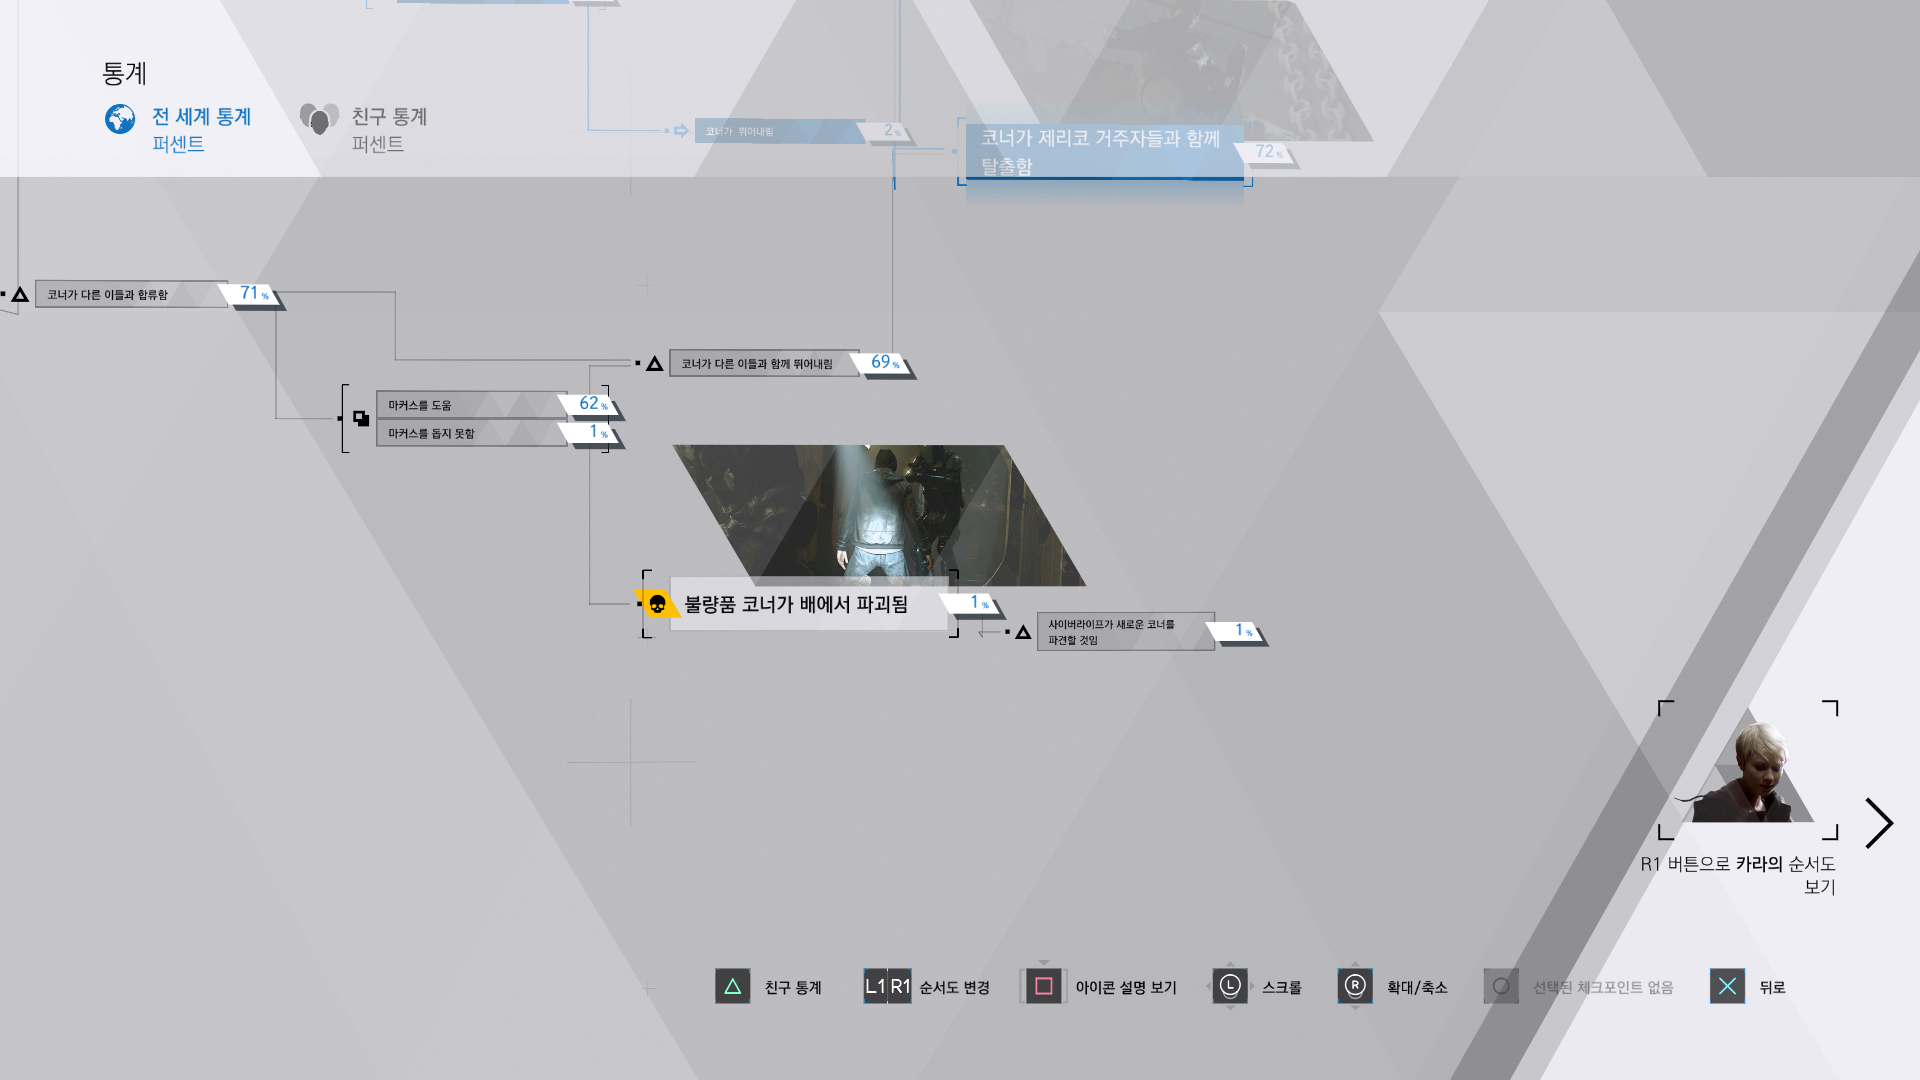 통계
전 세계 통계
퍼센트
친구 통계
퍼센트
코너가 뛰어내림
2%
코너가 제리코 거주자들과 함께
탈출함
72%
코너가 다른 이들과 합류함
71%
코너가 다른 이들과 함께 뛰어내림
69%
마커스를 도움
62%
마커스를 돕지 못함
1%
불량품 코너가 배에서 파괴됨
1%
사이버라이프가 새로운 코너를
파견할 것임
1%
R1 버튼으로 카라의 순서도
보기
친구 통계
L1 R1 순서도 변경
아이콘 설명 보기
L 스크롤
R 확대/축소
선택된 체크포인트 없음
뒤로